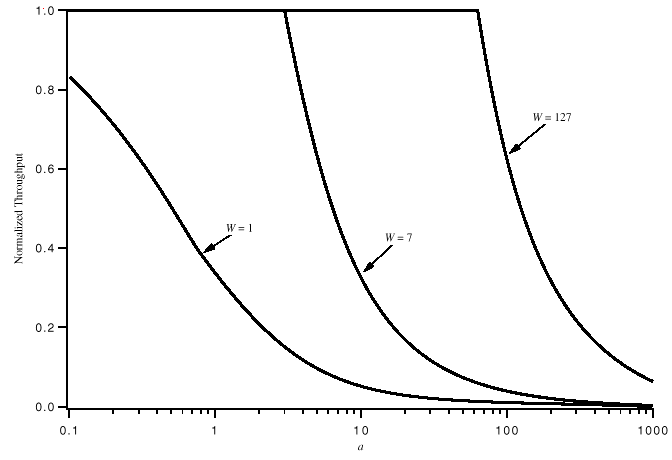 1.0
0.8
0.6
0.4
0.2
0.0
Normalized Throughput
W = 127
W = 1
W = 7
0.1
1
10
100
1000
a